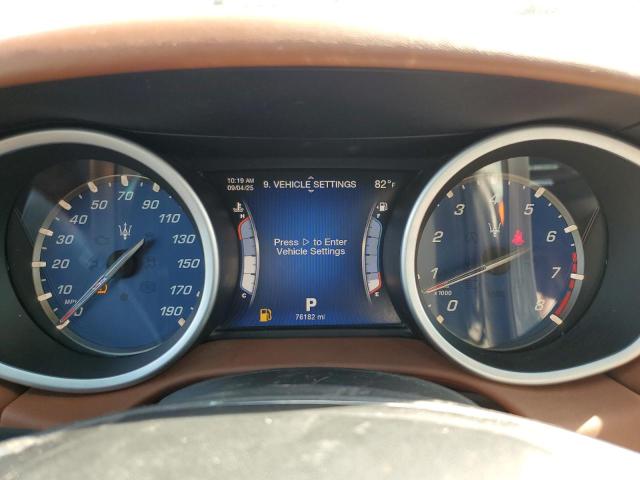 10:19 AM
09/04/25
9. VEHICLE SETTINGS
82°F
H
F
Press ▷ to Enter
Vehicle Settings
C
E
P
76182 mi
10
30
50
70
90
110
130
150
170
190
MPH
0
1
2
3
4
5
6
7
8
x1000